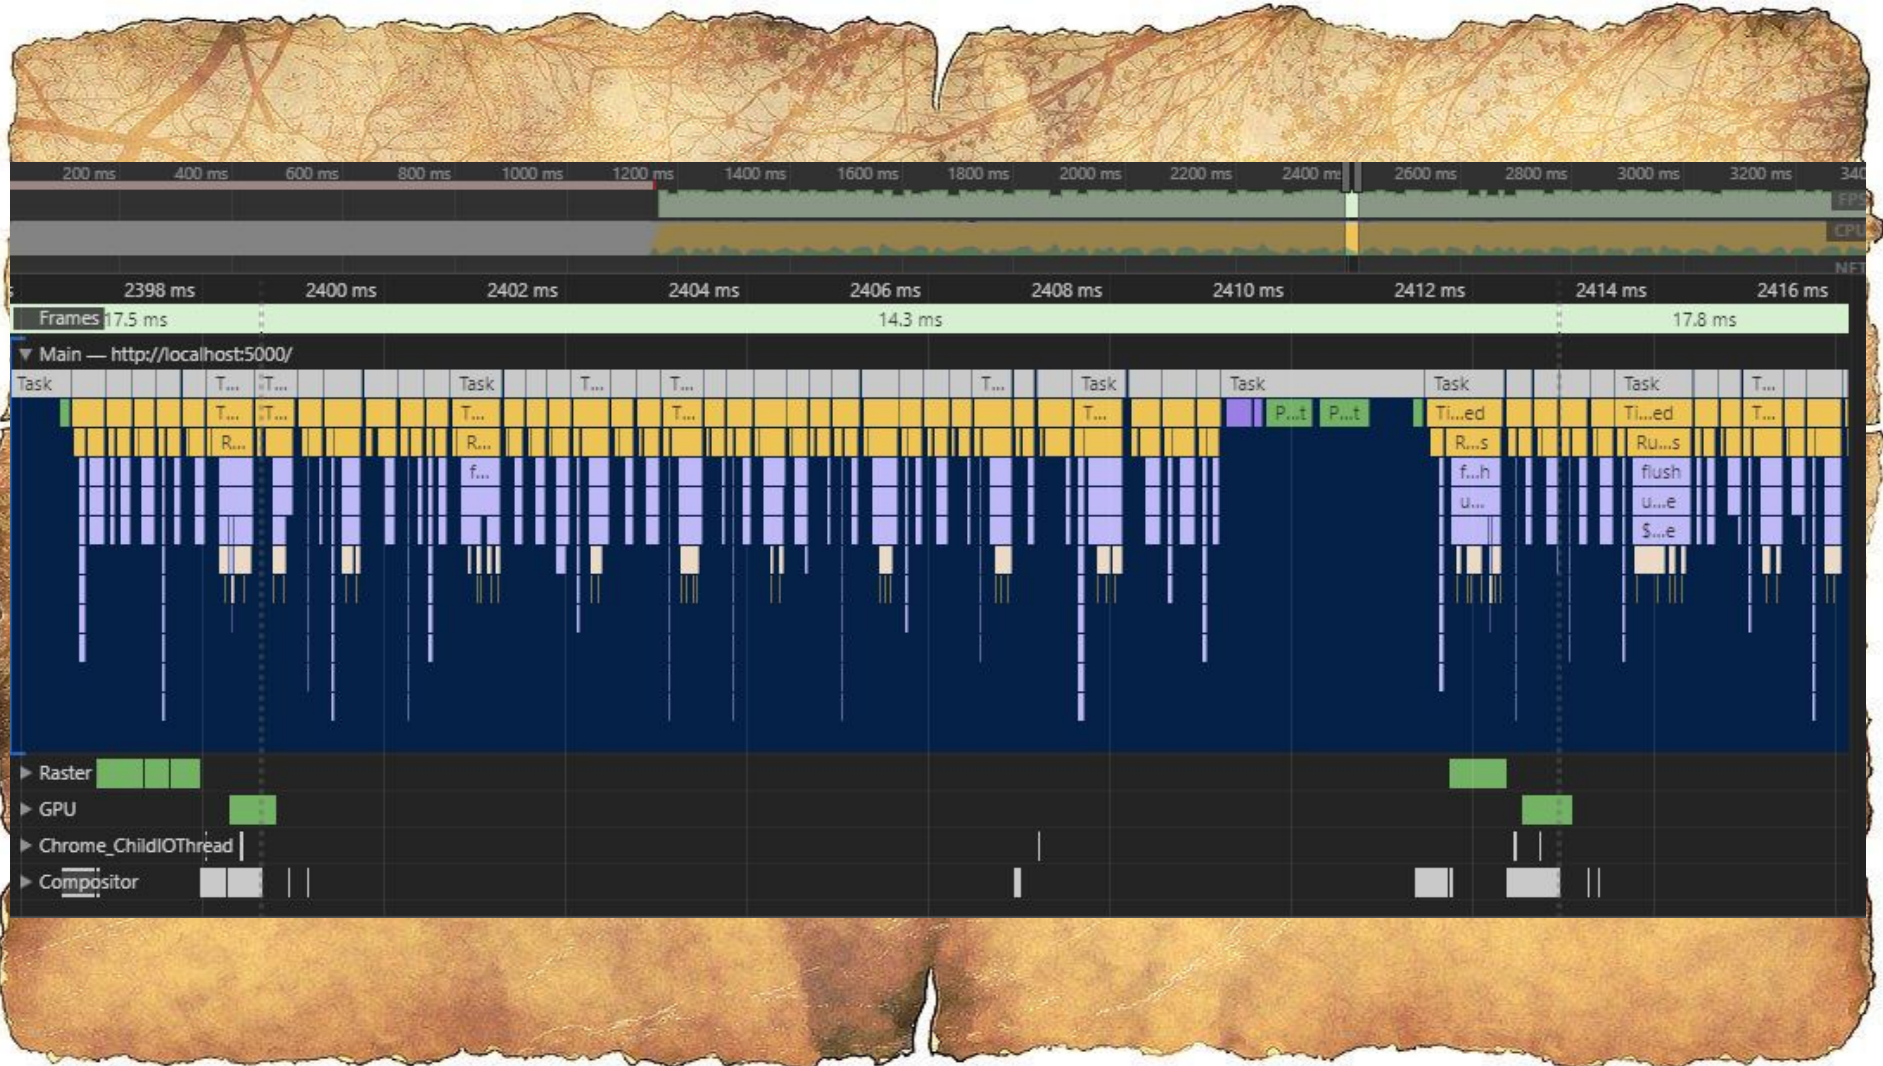 200 ms 400 ms 600 ms 800 ms 1000 ms 1200 ms 1400 ms 1600 ms 1800 ms 2000 ms 2200 ms 2400 ms 2600 ms 2800 ms 3000 ms 3200 ms 340
FPS
CPU
NET
s 2398 ms 2400 ms 2402 ms 2404 ms 2406 ms 2408 ms 2410 ms 2412 ms 2414 ms 2416 ms
Frames 17.5 ms 14.3 ms 17.8 ms
Main — http://localhost:5000/
Task T... T... Task T... T... T... Task Task Task Task T...
T... T... T... T... T... P...t P...t Ti...ed Ti...ed T...
R... R... R...s Ru...s
f... f...h flush
u... u...e
$...e
Raster
GPU
Chrome_ChildIOThread
Compositor